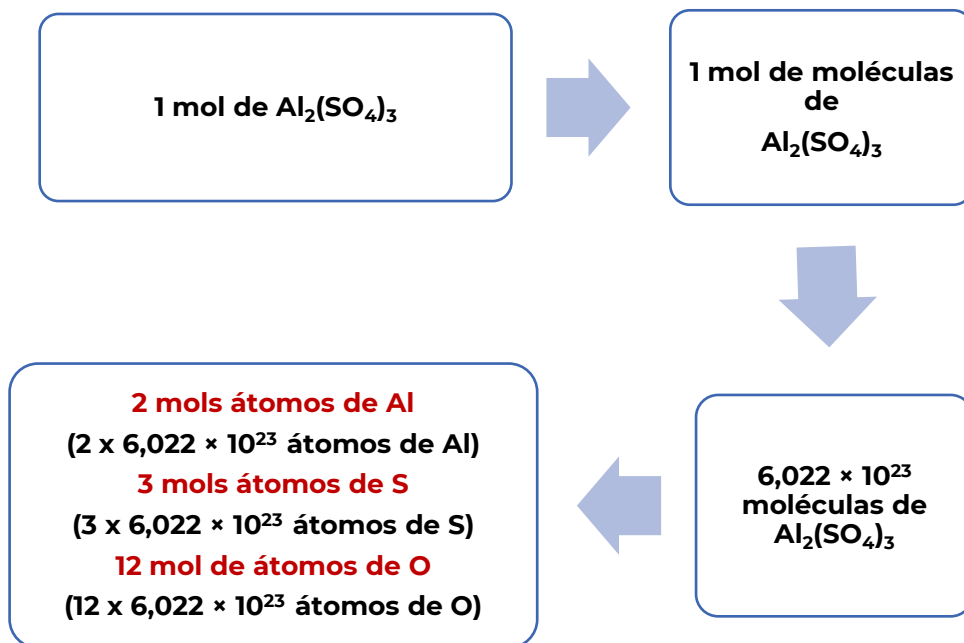 1 mol de Al₂(SO₄)₃
1 mol de moléculas
de
Al₂(SO₄)₃
6,022 × 10²³
moléculas de
Al₂(SO₄)₃
2 mols átomos de Al
(2 x 6,022 × 10²³ átomos de Al)
3 mols átomos de S
(3 x 6,022 × 10²³ átomos de S)
12 mol de átomos de O
(12 x 6,022 × 10²³ átomos de O)